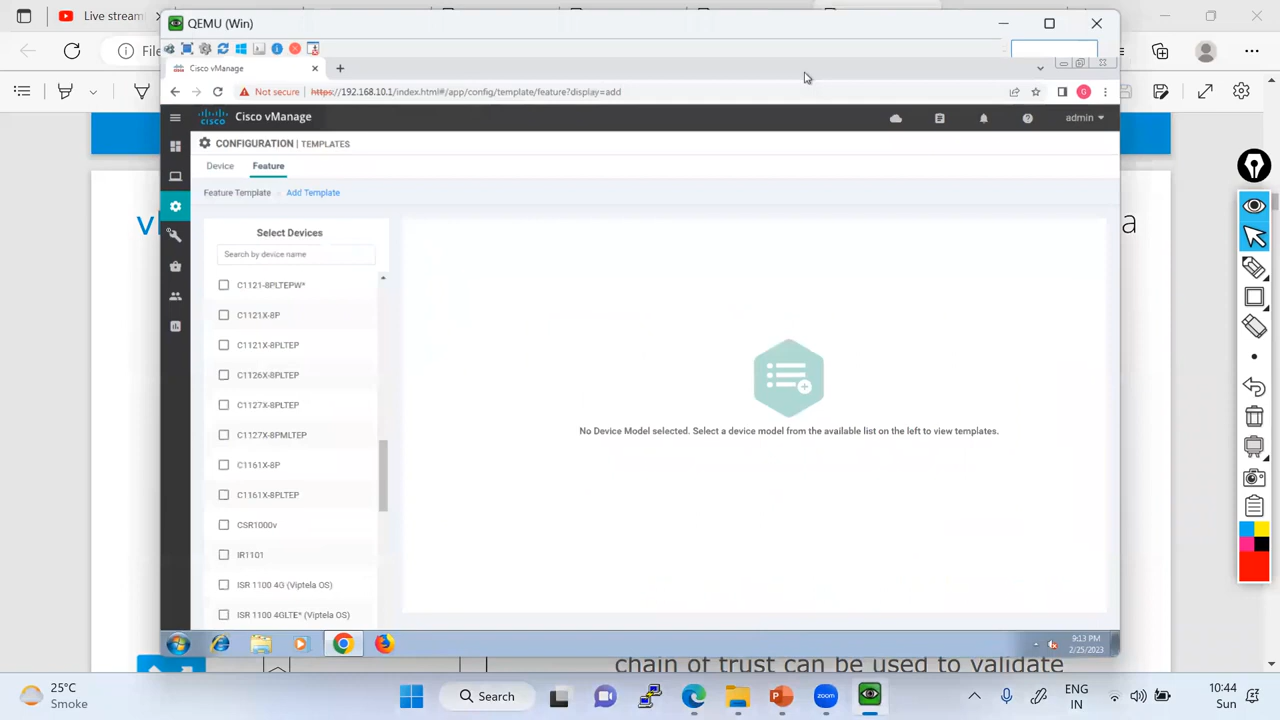 YouTube stream
QEMU (Win)
File
Cisco vManage
Not secure https://192.168.10.1/index.html#/app/config/template/feature?display=add
G
CISCO Cisco vManage
admin
CONFIGURATION | TEMPLATES
Device Feature
Feature Template Add Template
Select Devices
Search by device name
C1121-8PLTEPW*
C1121X-8P
C1121X-8PLTEP
C1126X-8PLTEP
C1127X-8PLTEP
C1127X-8PMLTEP
C1161X-8P
C1161X-8PLTEP
CSR1000v
IR1101
ISR 1100 4G (Viptela OS)
ISR 1100 4GLTE* (Viptela OS)
No Device Model selected. Select a device model from the available list on the left to view templates.
a
9:13 PM
2/25/2023
chain of trust can be used to validate
25°C
Smoke
Search
zoom
ENG
IN
10:44
Sun